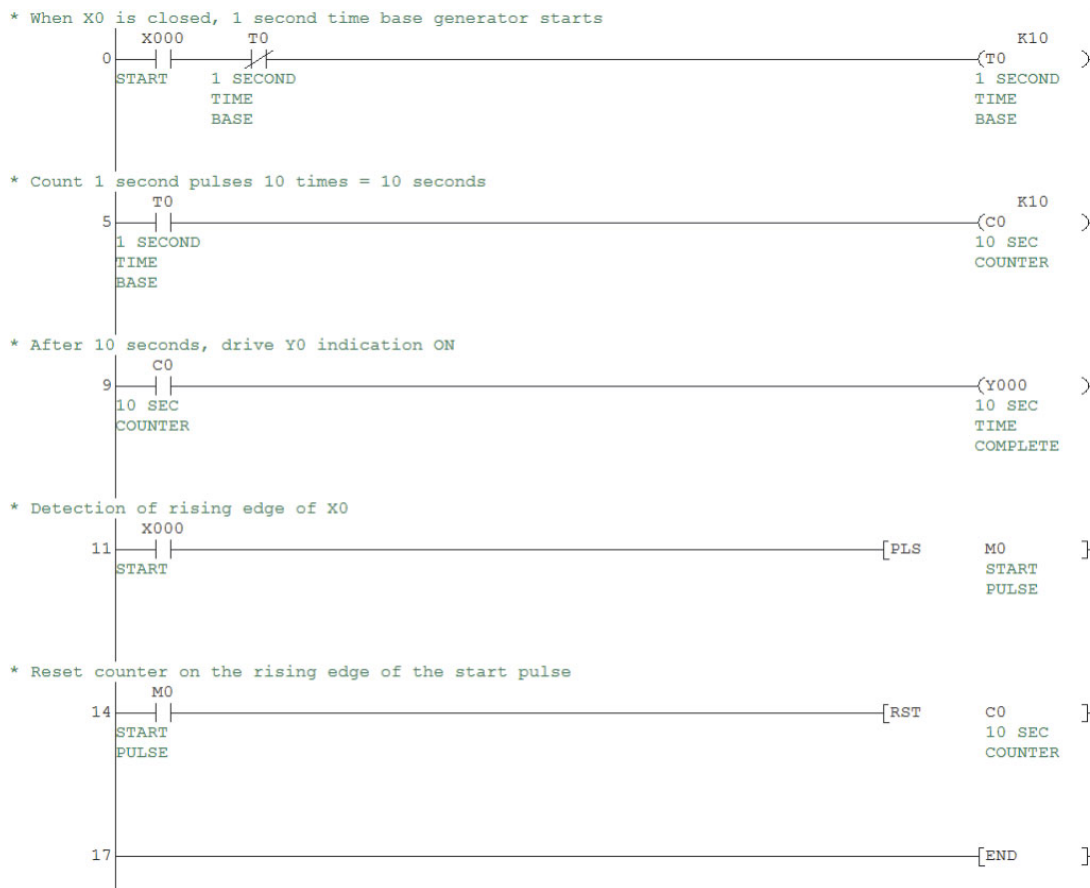 * When X0 is closed, 1 second time base generator starts
X000 T0 K10
0 (T0 )
START 1 SECOND 1 SECOND
TIME TIME
BASE BASE
* Count 1 second pulses 10 times = 10 seconds
T0 K10
5 (C0 )
1 SECOND 10 SEC
TIME COUNTER
BASE
* After 10 seconds, drive Y0 indication ON
C0
9 (Y000 )
10 SEC 10 SEC
COUNTER TIME
COMPLETE
* Detection of rising edge of X0
X000
11 [PLS M0 ]
START START
PULSE
* Reset counter on the rising edge of the start pulse
M0
14 [RST C0 ]
START 10 SEC
PULSE COUNTER
17 [END ]